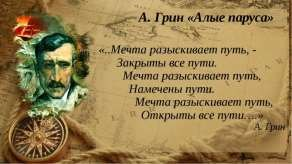 А. Грин «Алые паруса»
«..Мечта разыскивает путь, -
Закрыты все пути.
Мечта разыскивает путь,
Намечены пути.
Мечта разыскивает путь,
Открыты все пути....»
А. Грин